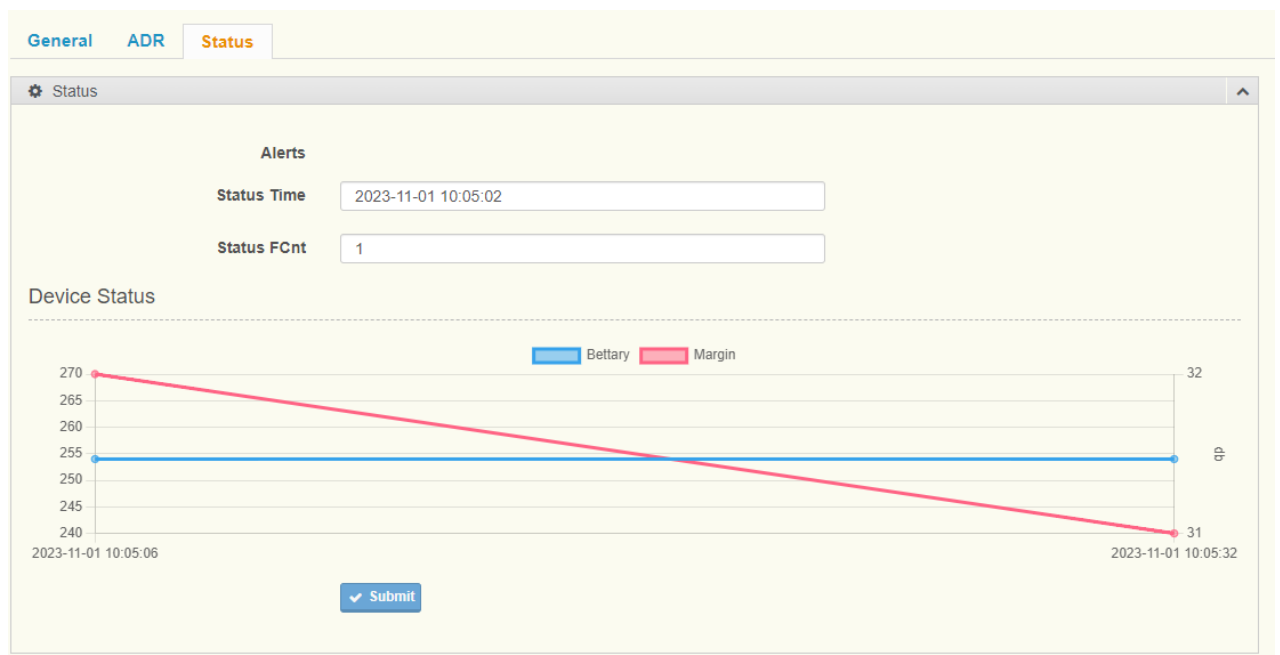 General ADR Status
Status
Alerts
Status Time 2023-11-01 10:05:02
Status FCnt 1
Device Status
Bettary Margin
270 32
265
260
255 db
250
245
240 31
2023-11-01 10:05:06 2023-11-01 10:05:32
Submit